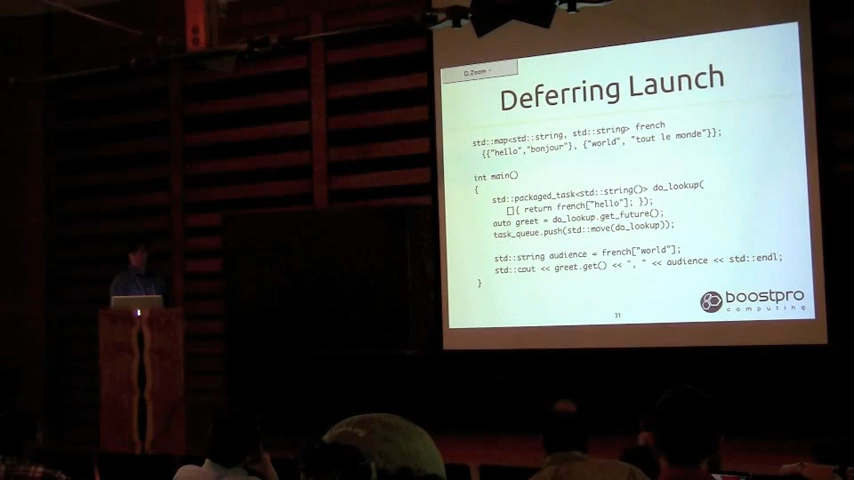 D.Zoom -
Deferring Launch
std::map<std::string, std::string> french
{{"hello","bonjour"}, {"world", "tout le monde"}};
int main()
{
std::packaged_task<std::string()> do_lookup(
[]{ return french["hello"]; });
auto greet = do_lookup.get_future();
task_queue.push(std::move(do_lookup));
std::string audience = french["world"];
std::cout << greet.get() << ", " << audience << std::endl;
}
boostpro
computing
31